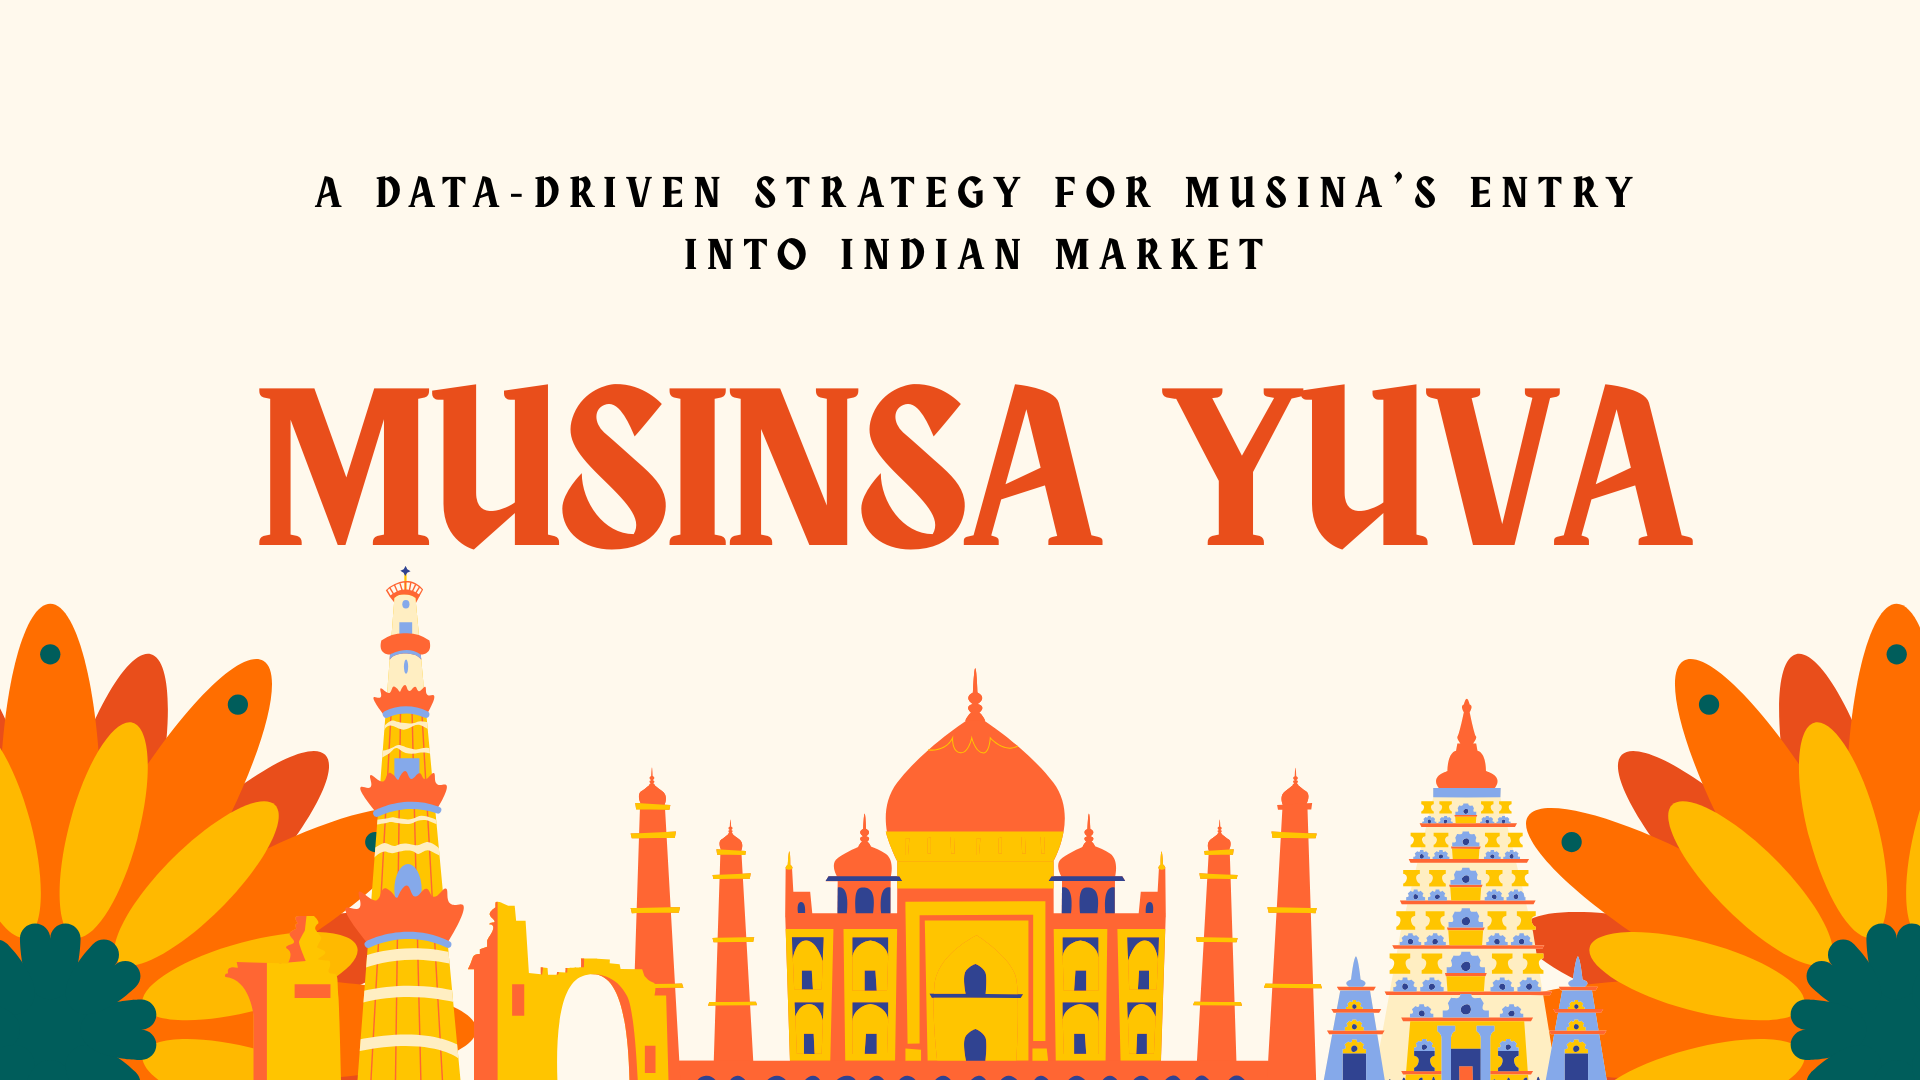 A DATA-DRIVEN STRATEGY FOR MUSINA'S ENTRY
INTO INDIAN MARKET
MUSINSA YUVA